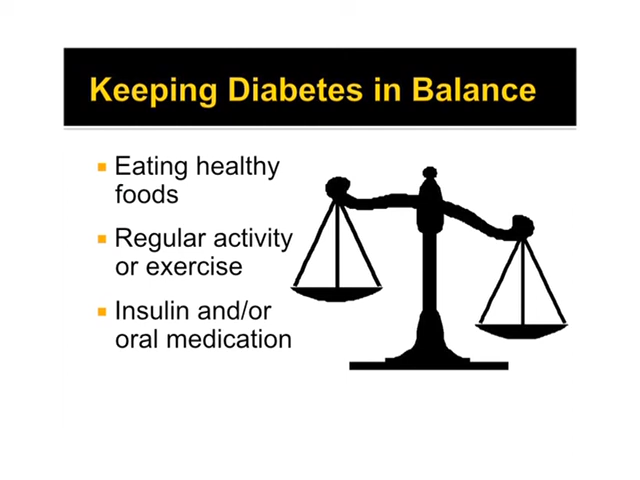 Keeping Diabetes in Balance
Eating healthy
foods
Regular activity
or exercise
Insulin and/or
oral medication